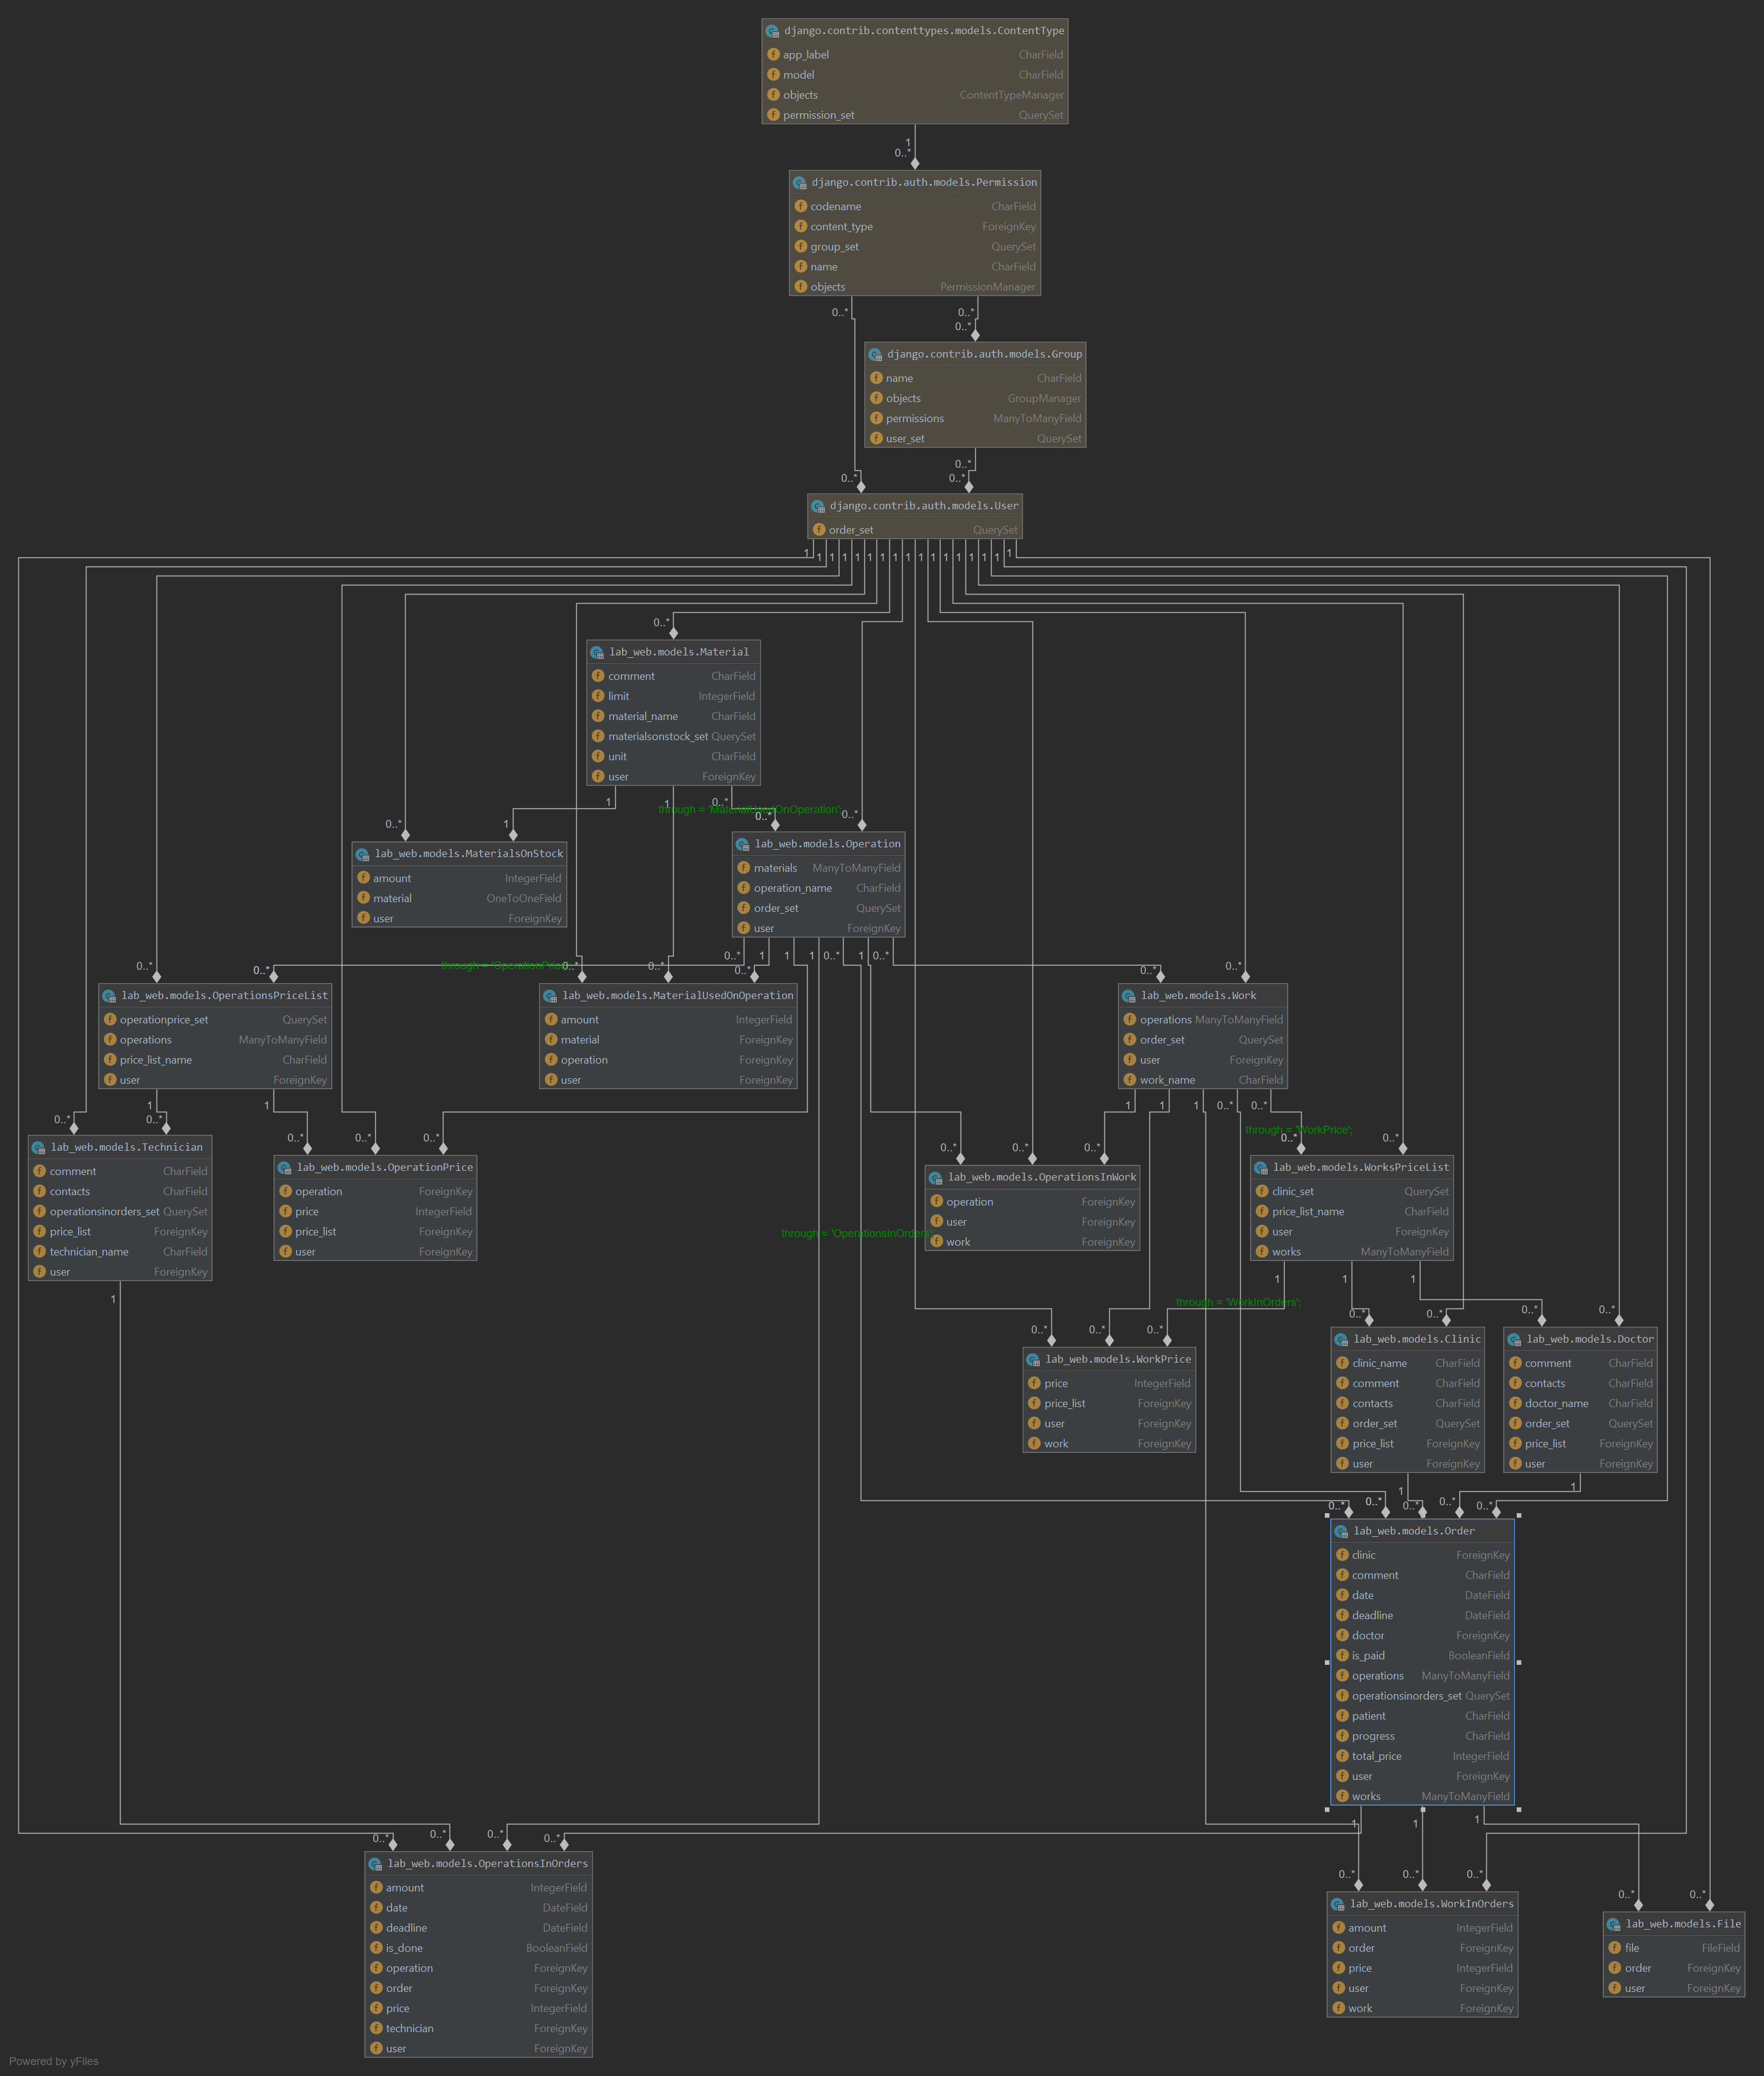 django.contrib.contenttypes.models.ContentType
app_label CharField
model CharField
objects ContentTypeManager
permission_set QuerySet
1
0..*
django.contrib.auth.models.Permission
codename CharField
content_type ForeignKey
group_set QuerySet
name CharField
objects PermissionManager
0..* 0..*
0..*
django.contrib.auth.models.Group
name CharField
objects GroupManager
permissions ManyToManyField
user_set QuerySet
0..*
0..* 0..*
django.contrib.auth.models.User
order_set QuerySet
1 1 1 1 1 1 1 1 1 1 1 1 1 1 1 1 1
0..*
lab_web.models.Material
comment CharField
limit IntegerField
material_name CharField
materialsonstock_set QuerySet
unit CharField
user ForeignKey
1 1 0..*
through = 'MaterialUsedOnOperation';
0..* 1 0..* 0..*
lab_web.models.Operation
materials ManyToManyField
operation_name CharField
order_set QuerySet
user ForeignKey
lab_web.models.MaterialsOnStock
amount IntegerField
material OneToOneField
user ForeignKey
0..* 1 1 1 0..* 1 0..*
through = 'OperationPrice';
0..* 0..* 0..* 0..* 0..* 0..* 0..*
lab_web.models.OperationsPriceList
operationprice_set QuerySet
operations ManyToManyField
price_list_name CharField
user ForeignKey
lab_web.models.MaterialUsedOnOperation
amount IntegerField
material ForeignKey
operation ForeignKey
user ForeignKey
lab_web.models.Work
operations ManyToManyField
order_set QuerySet
user ForeignKey
work_name CharField
1 1 1 1 1 0..* 0..*
0..* 0..*
through = 'WorkPrice';
0..* 0..* 0..* 0..* 0..* 0..* 0..* 0..*
lab_web.models.Technician
comment CharField
contacts CharField
operationsinorders_set QuerySet
price_list ForeignKey
technician_name CharField
user ForeignKey
lab_web.models.OperationPrice
operation ForeignKey
price IntegerField
price_list ForeignKey
user ForeignKey
lab_web.models.OperationsInWork
operation ForeignKey
user ForeignKey
work ForeignKey
lab_web.models.WorksPriceList
clinic_set QuerySet
price_list_name CharField
user ForeignKey
works ManyToManyField
through = 'OperationsInOrders';
1 1 1 1
through = 'WorkInOrders';
0..* 0..* 0..* 0..* 0..* 0..* 0..*
lab_web.models.WorkPrice
price IntegerField
price_list ForeignKey
user ForeignKey
work ForeignKey
lab_web.models.Clinic
clinic_name CharField
comment CharField
contacts CharField
order_set QuerySet
price_list ForeignKey
user ForeignKey
lab_web.models.Doctor
comment CharField
contacts CharField
doctor_name CharField
order_set QuerySet
price_list ForeignKey
user ForeignKey
1 1
0..* 0..* 0..* 0..* 0..*
lab_web.models.Order
clinic ForeignKey
comment CharField
date DateField
deadline DateField
doctor ForeignKey
is_paid BooleanField
operations ManyToManyField
operationsinorders_set QuerySet
patient CharField
progress CharField
total_price IntegerField
user ForeignKey
works ManyToManyField
1 1 1
0..* 0..* 0..* 0..*
lab_web.models.OperationsInOrders
amount IntegerField
date DateField
deadline DateField
is_done BooleanField
operation ForeignKey
order ForeignKey
price IntegerField
technician ForeignKey
user ForeignKey
0..* 0..* 0..* 0..* 0..*
lab_web.models.WorkInOrders
amount IntegerField
order ForeignKey
price IntegerField
user ForeignKey
work ForeignKey
lab_web.models.File
file FileField
order ForeignKey
user ForeignKey
Powered by yFiles